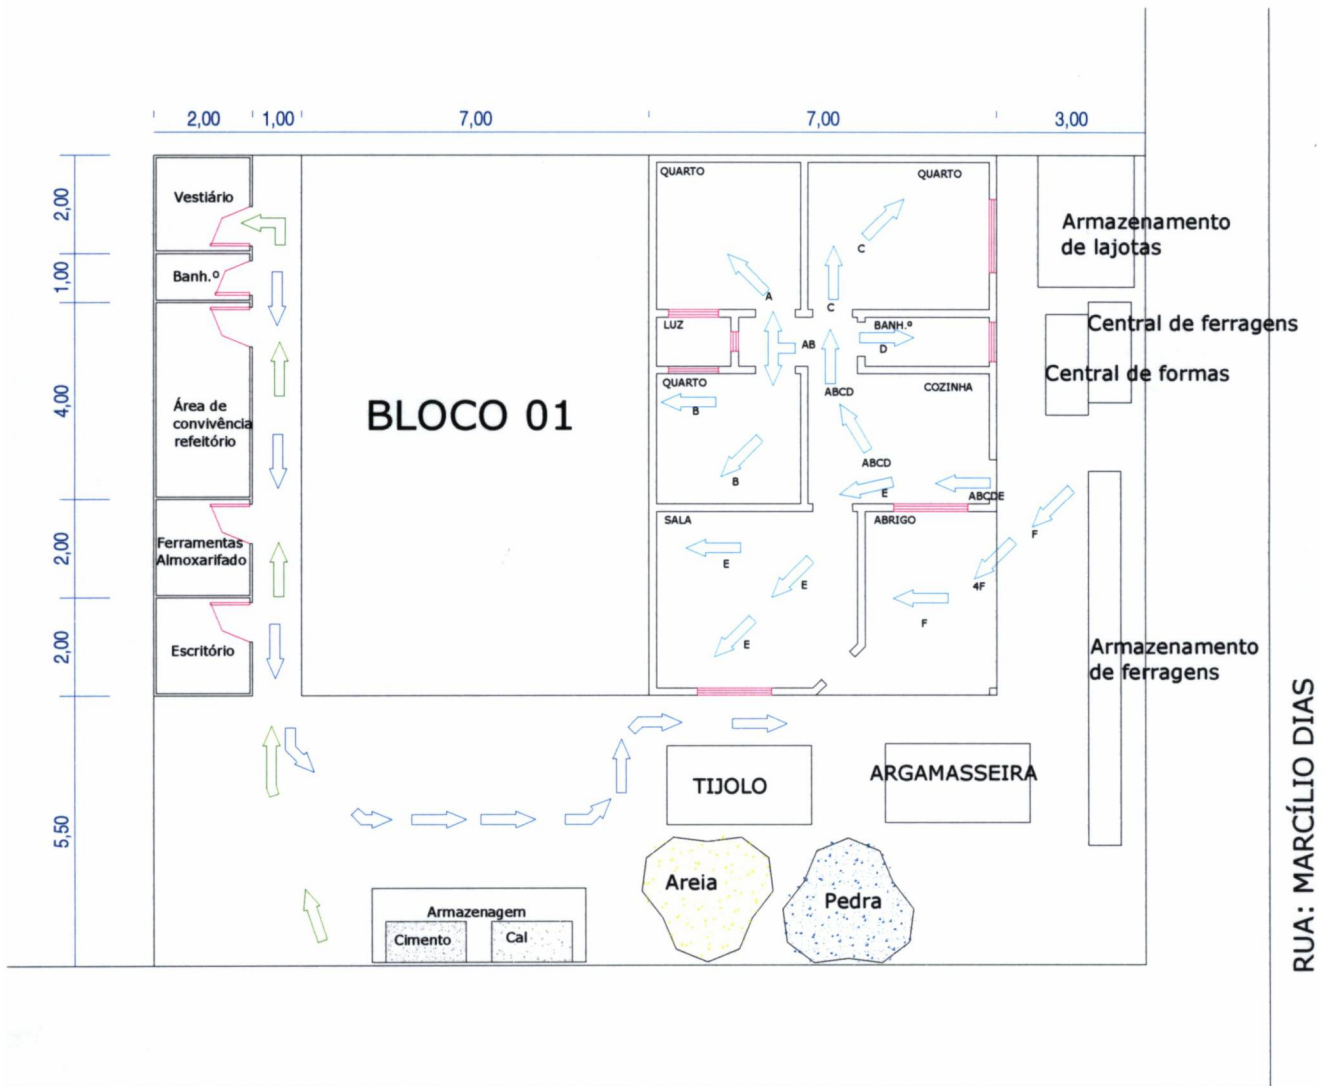 2,00
1,00
7,00
7,00
3,00
2,00
1,00
4,00
2,00
2,00
5,50
Vestiário
Banh.º
Área de
convivência
refeitório
Ferramentas
Almoxarifado
Escritório
BLOCO 01
QUARTO
QUARTO
C
A
C
LUZ
BANH.º
AB
D
QUARTO
COZINHA
ABCD
B
ABCD
B
E
ABCDE
SALA
ABRIGO
E
F
E
4F
F
E
Armazenamento
de lajotas
Central de ferragens
Central de formas
Armazenamento
de ferragens
TIJOLO
ARGAMASSEIRA
Areia
Pedra
Armazenagem
Cimento
Cal
RUA: MARCÍLIO DIAS